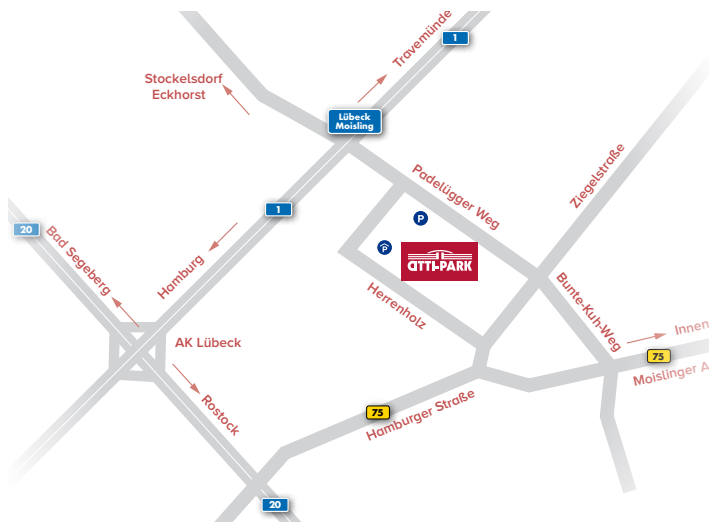 Travemünde
1
Stockelsdorf
Eckhorst
Lübeck
Moisling
Padelügger Weg
Ziegelstraße
P
1
20
Bad Segeberg
Hamburg
P
CITTI-PARK
Herrenholz
Bunte-Kuh-Weg
Innen
AK Lübeck
75
Moislinger A
Rostock
75
Hamburger Straße
20